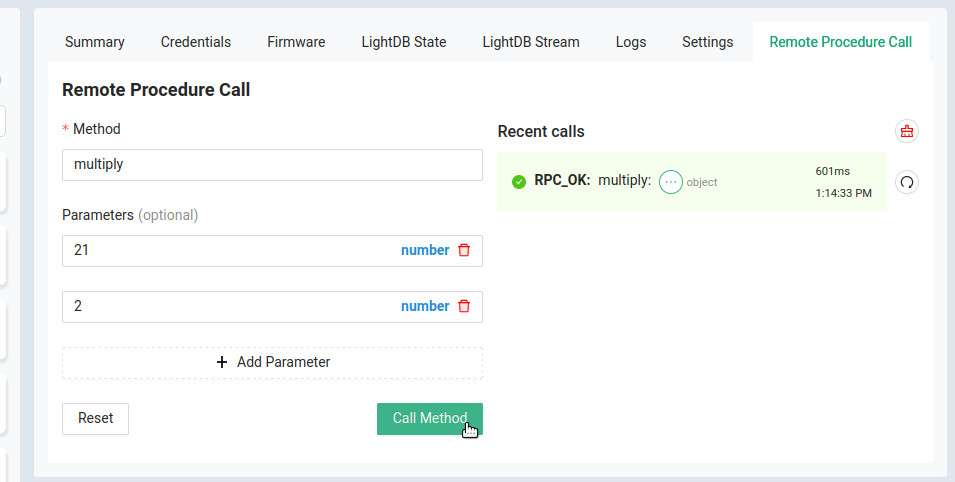 Summary Credentials Firmware LightDB State LightDB Stream Logs Settings Remote Procedure Call
Remote Procedure Call
* Method
multiply
Parameters (optional)
21 number
2 number
+ Add Parameter
Reset Call Method
Recent calls
RPC_OK: multiply: ... object 601ms
1:14:33 PM